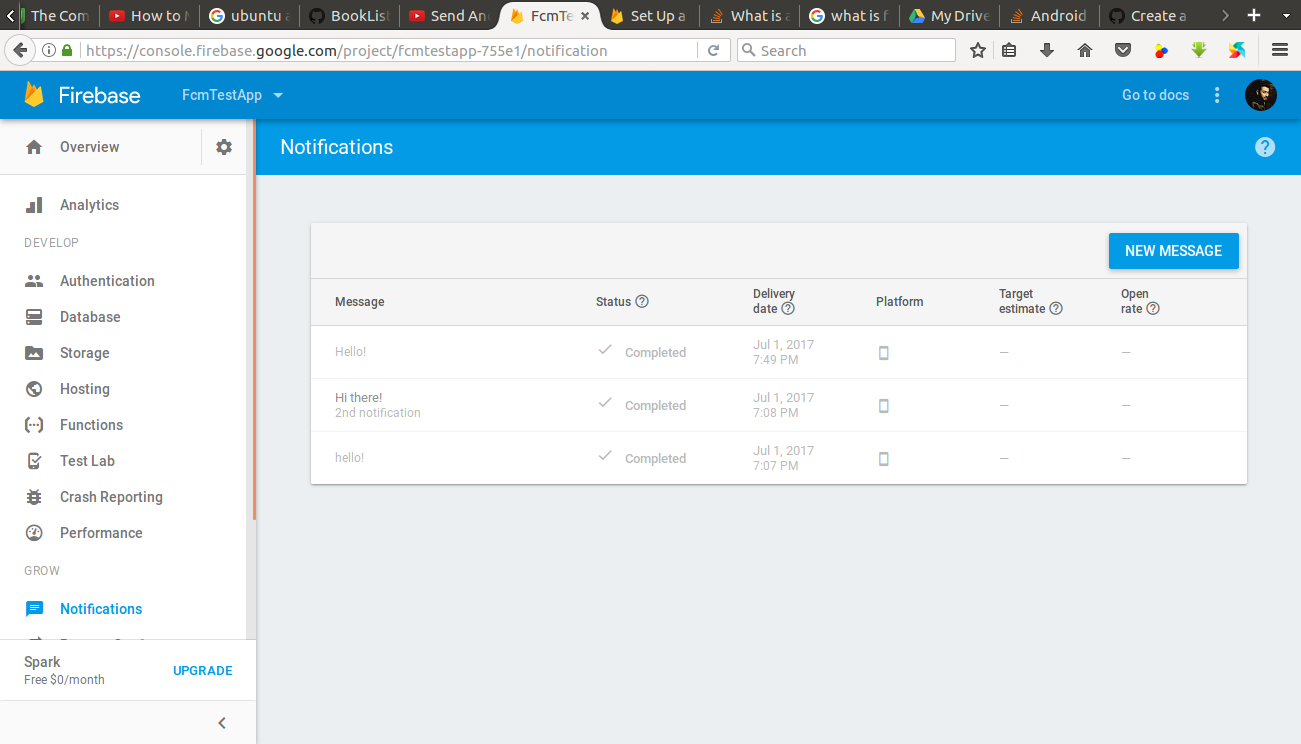 The Com
How to
ubuntu a
BookList
Send An
FcmTe
Set Up a
What is a
what is f
My Drive
Android
Create a
https://console.firebase.google.com/project/fcmtestapp-755e1/notification
Search
Firebase
FcmTestApp
Go to docs
Overview
Notifications
Analytics
DEVELOP
Authentication
Database
Storage
Hosting
Functions
Test Lab
Crash Reporting
Performance
GROW
Notifications
Spark
Free $0/month
UPGRADE
NEW MESSAGE
Message
Status
Delivery
date
Platform
Target
estimate
Open
rate
Hello!
Completed
Jul 1, 2017
7:49 PM
—
—
Hi there!
2nd notification
Completed
Jul 1, 2017
7:08 PM
—
—
hello!
Completed
Jul 1, 2017
7:07 PM
—
—